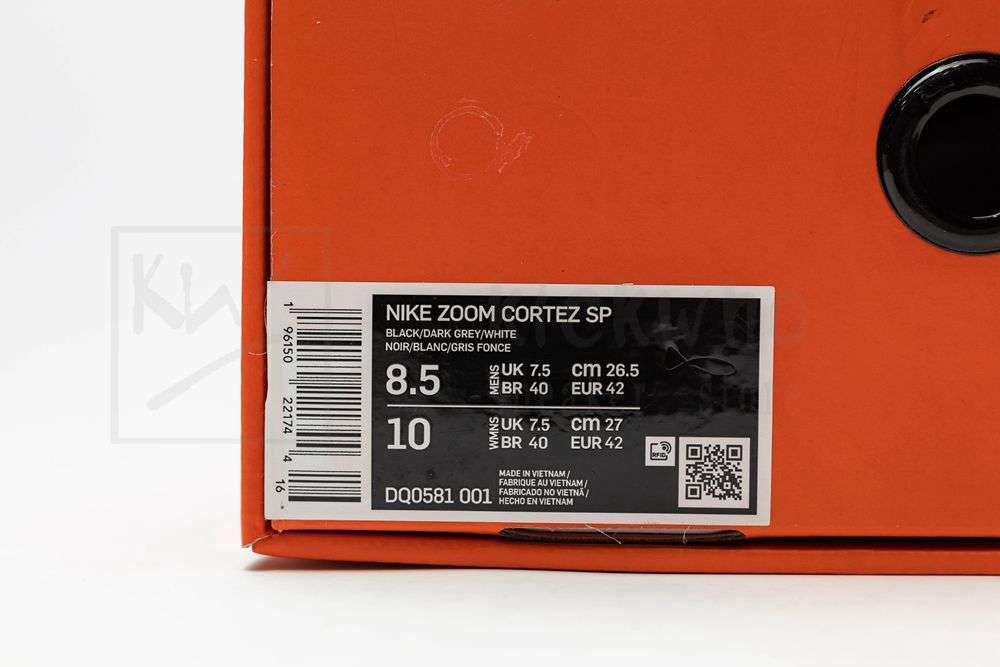 NIKE ZOOM CORTEZ SP
BLACK/DARK GREY/WHITE
NOIR/BLANC/GRIS FONCE
8.5 MENS UK 7.5 cm 26.5
BR 40 EUR 42
10 WMNS UK 7.5 cm 27
BR 40 EUR 42
DQ0581 001
MADE IN VIETNAM /
FABRIQUE AU VIETNAM /
FABRICADO NO VIETNÃ /
HECHO EN VIETNAM
RFID
1 96150 22174 4 16